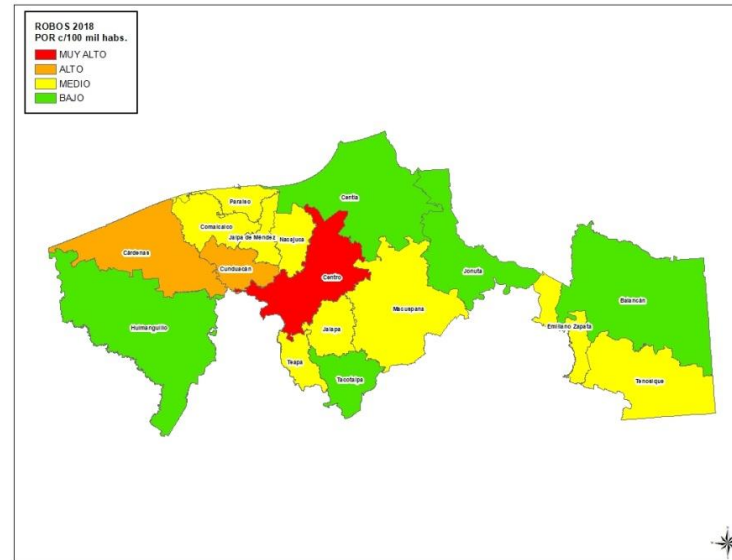 ROBOS 2018
POR c/100 mil habs.
MUY ALTO
ALTO
MEDIO
BAJO
Centla
Paraíso
Comalcalco
Jalpa de Méndez
Nacajuca
Cárdenas
Cunduacán
Centro
Jonuta
Macuspana
Balancán
Huimanguillo
Jalapa
Emiliano Zapata
Teapa
Tacotalpa
Tenosique